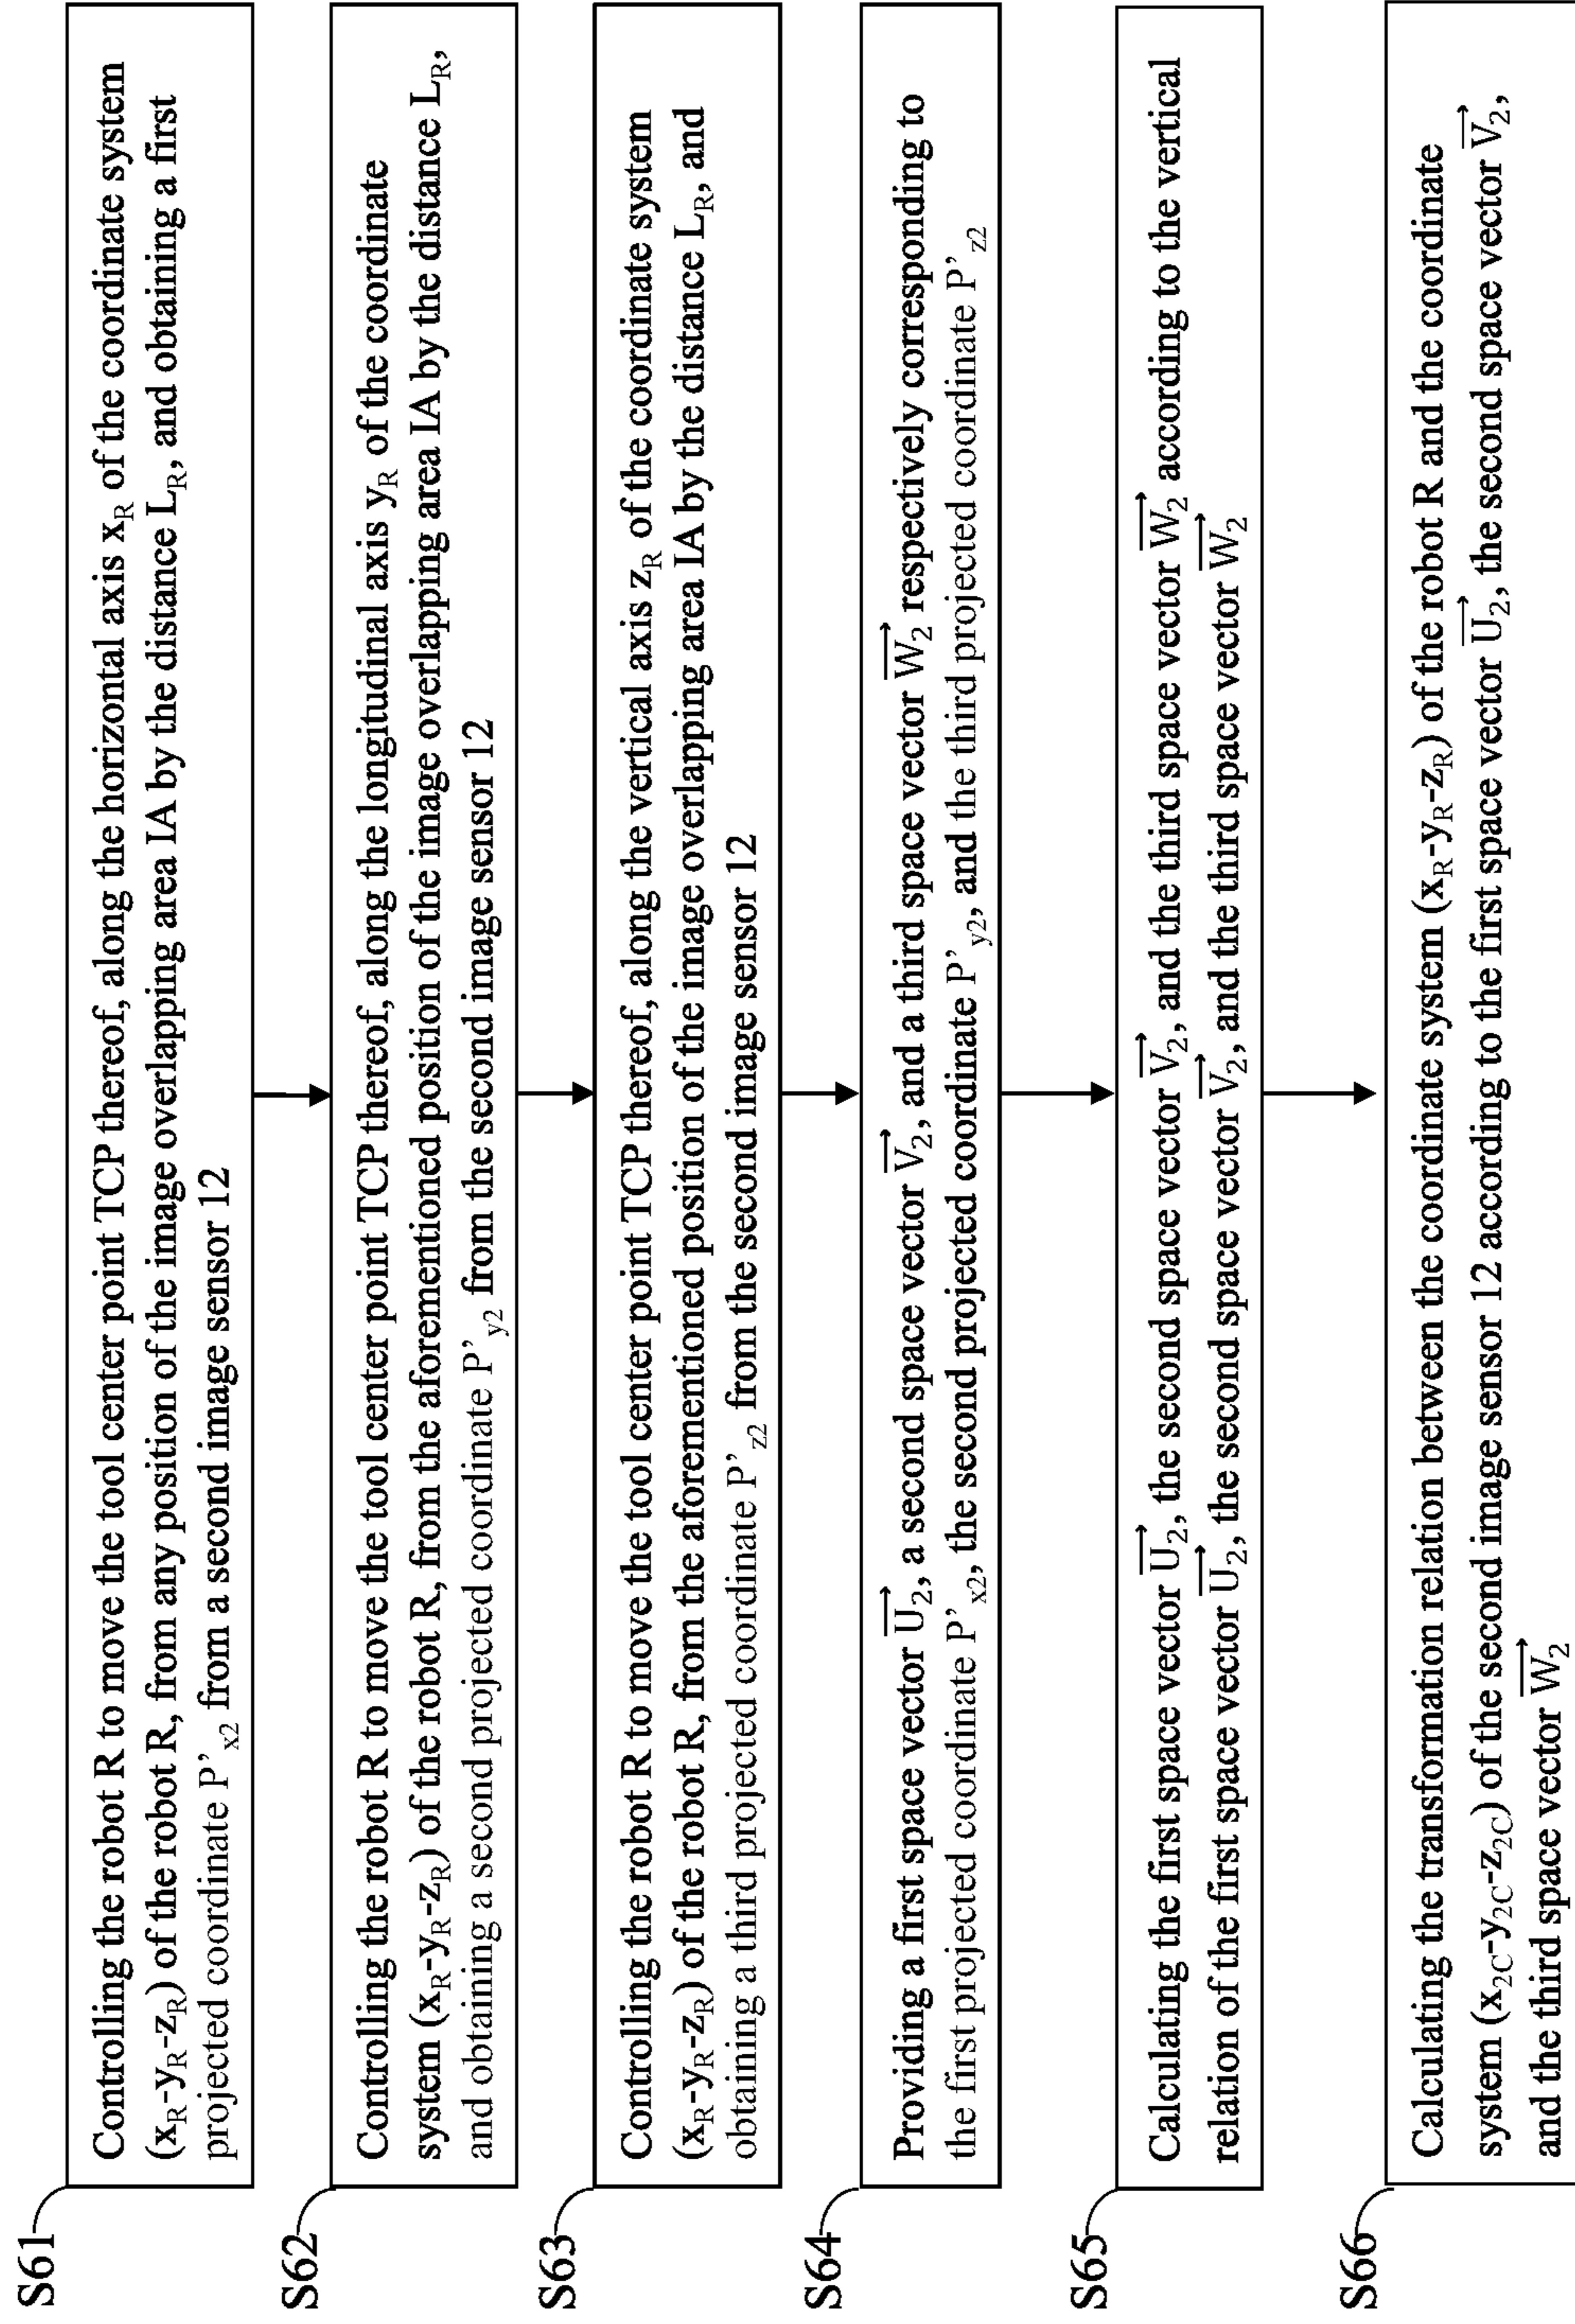 S61
Controlling the robot R to move the tool center point TCP thereof, along the horizontal axis xR of the coordinate system
(xR-yR-zR) of the robot R, from any position of the image overlapping area IA by the distance LR, and obtaining a first
projected coordinate P’x2 from a second image sensor 12
S62
Controlling the robot R to move the tool center point TCP thereof, along the longitudinal axis yR of the coordinate
system (xR-yR-zR) of the robot R, from the aforementioned position of the image overlapping area IA by the distance LR,
and obtaining a second projected coordinate P’y2 from the second image sensor 12
S63
Controlling the robot R to move the tool center point TCP thereof, along the vertical axis zR of the coordinate system
(xR-yR-zR) of the robot R, from the aforementioned position of the image overlapping area IA by the distance LR, and
obtaining a third projected coordinate P’z2 from the second image sensor 12
S64
Providing a first space vector U⃗2, a second space vector V⃗2, and a third space vector W⃗2 respectively corresponding to
the first projected coordinate P’x2, the second projected coordinate P’y2, and the third projected coordinate P’z2
S65
Calculating the first space vector U⃗2, the second space vector V⃗2, and the third space vector W⃗2 according to the vertical
relation of the first space vector U⃗2, the second space vector V⃗2, and the third space vector W⃗2
S66
Calculating the transformation relation between the coordinate system (xR-yR-zR) of the robot R and the coordinate
system (x2C-y2C-z2C) of the second image sensor 12 according to the first space vector U⃗2, the second space vector V⃗2,
and the third space vector W⃗2